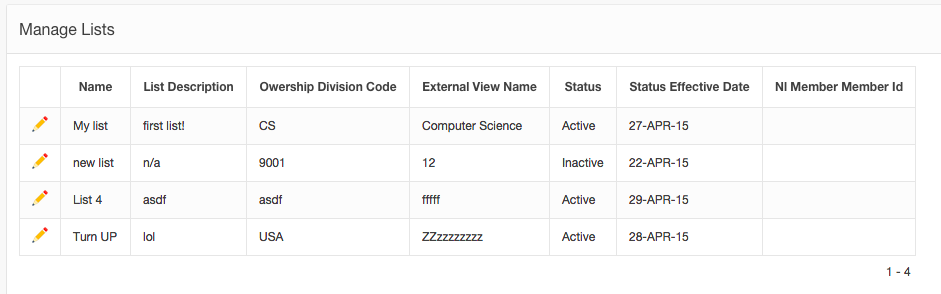 Manage Lists
Name List Description Owership Division Code External View Name Status Status Effective Date NI Member Member Id
My list first list! CS Computer Science Active 27-APR-15
new list n/a 9001 12 Inactive 22-APR-15
List 4 asdf asdf fffff Active 29-APR-15
Turn UP lol USA ZZzzzzzzzz Active 28-APR-15
1 - 4